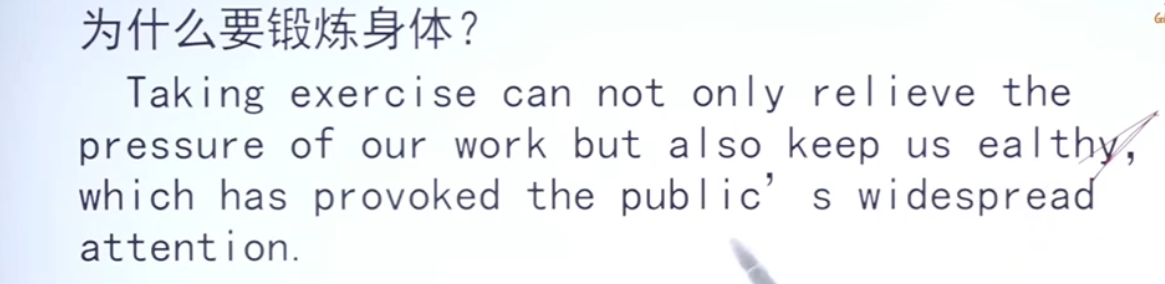 为什么要锻炼身体？
Taking exercise can not only relieve the
pressure of our work but also keep us ealthy,
which has provoked the public's widespread
attention.